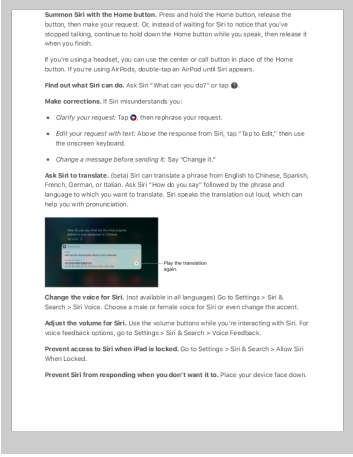 Summon Siri with the Home button. Press and hold the Home button, release the
button, then make your request. Or, instead of waiting for Siri to notice that you've
stopped talking, continue to hold down the Home button while you speak, then release it
when you finish.
If you're using a headset, you can use the center or call button in place of the Home
button. If you're using AirPods, double-tap an AirPod until Siri appears.
Find out what Siri can do. Ask Siri "What can you do?" or tap ?.
Make corrections. If Siri misunderstands you:
• Clarify your request: Tap , then rephrase your request.
• Edit your request with text: Above the response from Siri, tap "Tap to Edit," then use
the onscreen keyboard.
• Change a message before sending it: Say "Change it."
Ask Siri to translate. (beta) Siri can translate a phrase from English to Chinese, Spanish,
French, German, or Italian. Ask Siri "How do you say" followed by the phrase and
language to which you want to translate. Siri speaks the translation out loud, which can
help you with pronunciation.
Play the translation
again.
Change the voice for Siri. (not available in all languages) Go to Settings > Siri &
Search > Siri Voice. Choose a male or female voice for Siri or even change the accent.
Adjust the volume for Siri. Use the volume buttons while you're interacting with Siri. For
voice feedback options, go to Settings > Siri & Search > Voice Feedback.
Prevent access to Siri when iPad is locked. Go to Settings > Siri & Search > Allow Siri
When Locked.
Prevent Siri from responding when you don't want it to. Place your device face down.